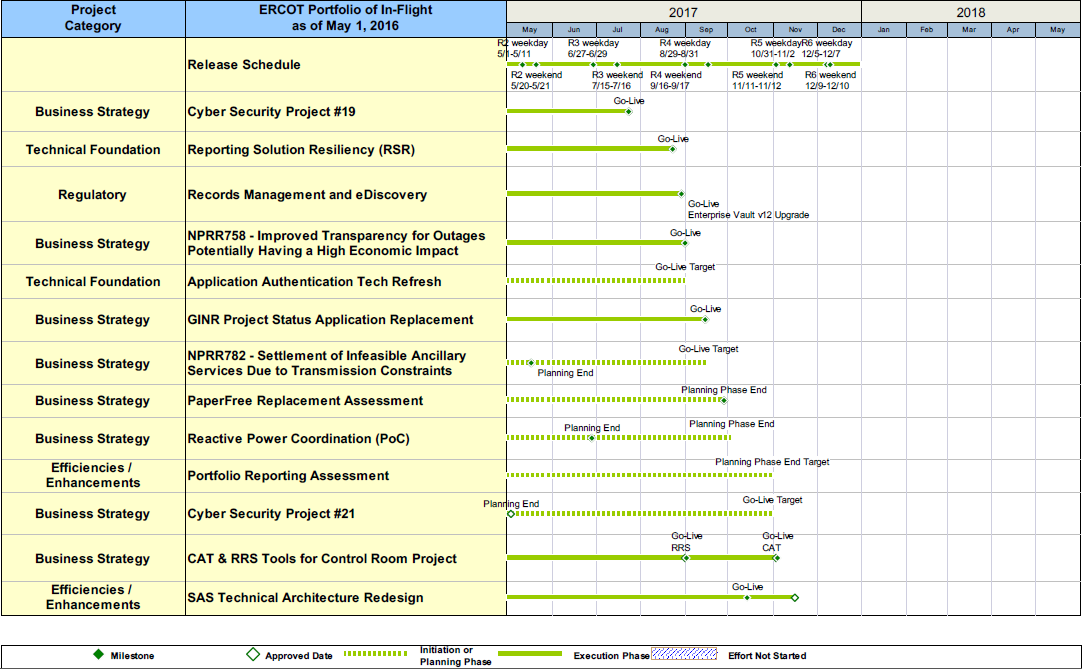 Project
Category
ERCOT Portfolio of In-Flight
as of May 1, 2016
2017
2018
May Jun Jul Aug Sep Oct Nov Dec Jan Feb Mar Apr May
Release Schedule
R2 weekday
5/1-5/11
R3 weekday
6/27-6/29
R4 weekday
8/29-8/31
R5 weekday
10/31-11/2
R6 weekday
12/5-12/7
R2 weekend
5/20-5/21
R3 weekend
7/15-7/16
R4 weekend
9/16-9/17
R5 weekend
11/11-11/12
R6 weekend
12/9-12/10
Business Strategy
Cyber Security Project #19
Go-Live
Technical Foundation
Reporting Solution Resiliency (RSR)
Go-Live
Regulatory
Records Management and eDiscovery
Go-Live
Enterprise Vault v12 Upgrade
Business Strategy
NPRR758 - Improved Transparency for Outages
Potentially Having a High Economic Impact
Go-Live
Technical Foundation
Application Authentication Tech Refresh
Go-Live Target
Business Strategy
GINR Project Status Application Replacement
Go-Live
Business Strategy
NPRR782 - Settlement of Infeasible Ancillary
Services Due to Transmission Constraints
Go-Live Target
Planning End
Business Strategy
PaperFree Replacement Assessment
Planning Phase End
Business Strategy
Reactive Power Coordination (PoC)
Planning End
Planning Phase End
Efficiencies /
Enhancements
Portfolio Reporting Assessment
Planning Phase End Target
Business Strategy
Cyber Security Project #21
Planning End
Go-Live Target
Business Strategy
CAT & RRS Tools for Control Room Project
Go-Live
RRS
Go-Live
CAT
Efficiencies /
Enhancements
SAS Technical Architecture Redesign
Go-Live
Milestone
Approved Date
Initiation or
Planning Phase
Execution Phase
Effort Not Started